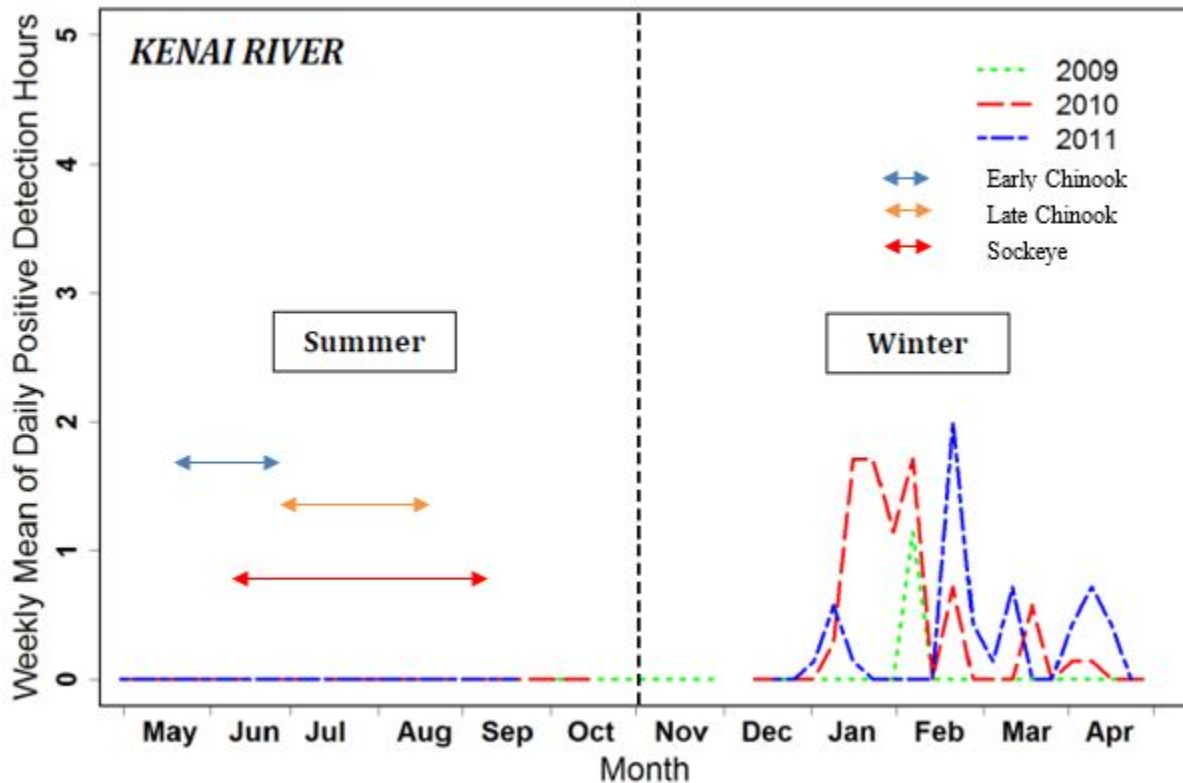 KENAI RIVER
2009
2010
2011
Early Chinook
Late Chinook
Sockeye
Summer
Winter
Weekly Mean of Daily Positive Detection Hours
5
4
3
2
1
0
May Jun Jul Aug Sep Oct Nov Dec Jan Feb Mar Apr
Month